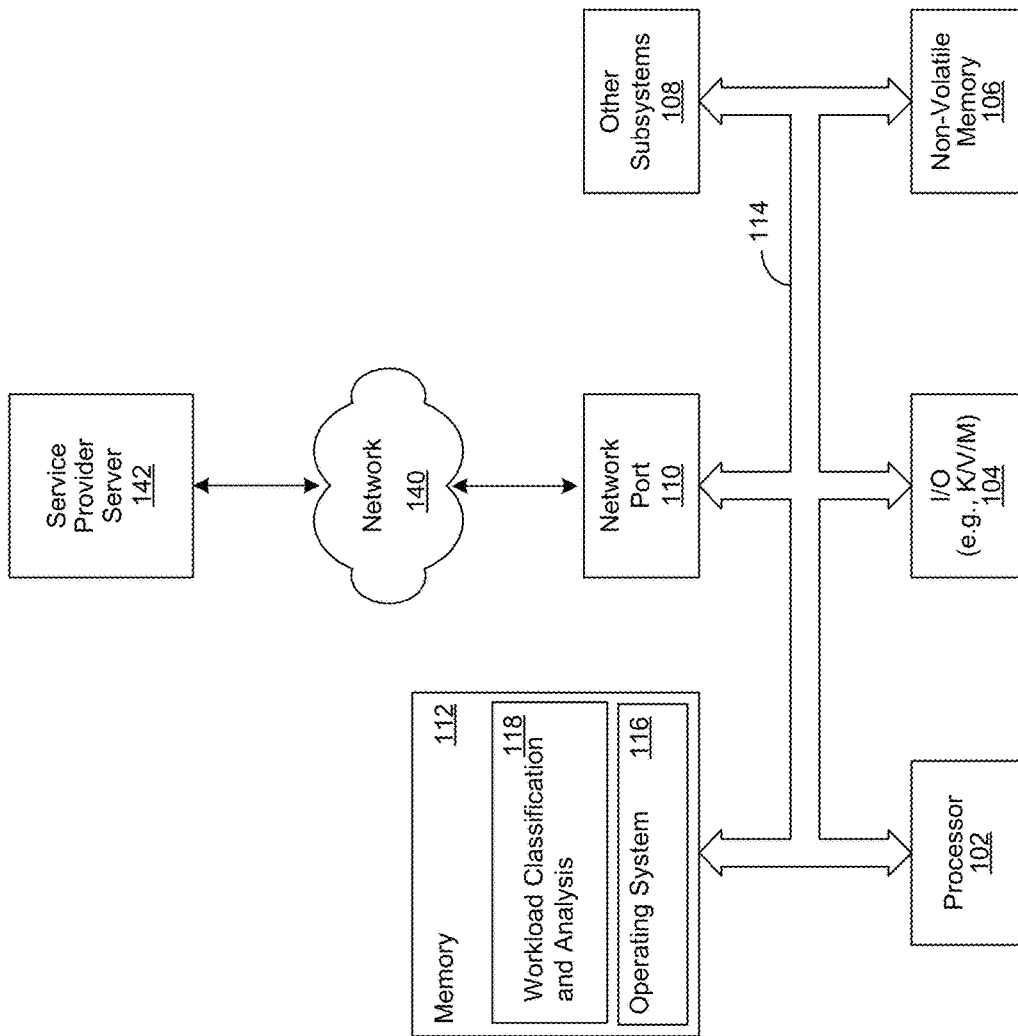 Service
Provider
Server
142
Network
140
Memory
112
118
Workload Classification
and Analysis
Operating System
116
Network
Port
110
Other
Subsystems
108
114
Processor
102
I/O
(e.g., K/V/M)
104
Non-Volatile
Memory
106